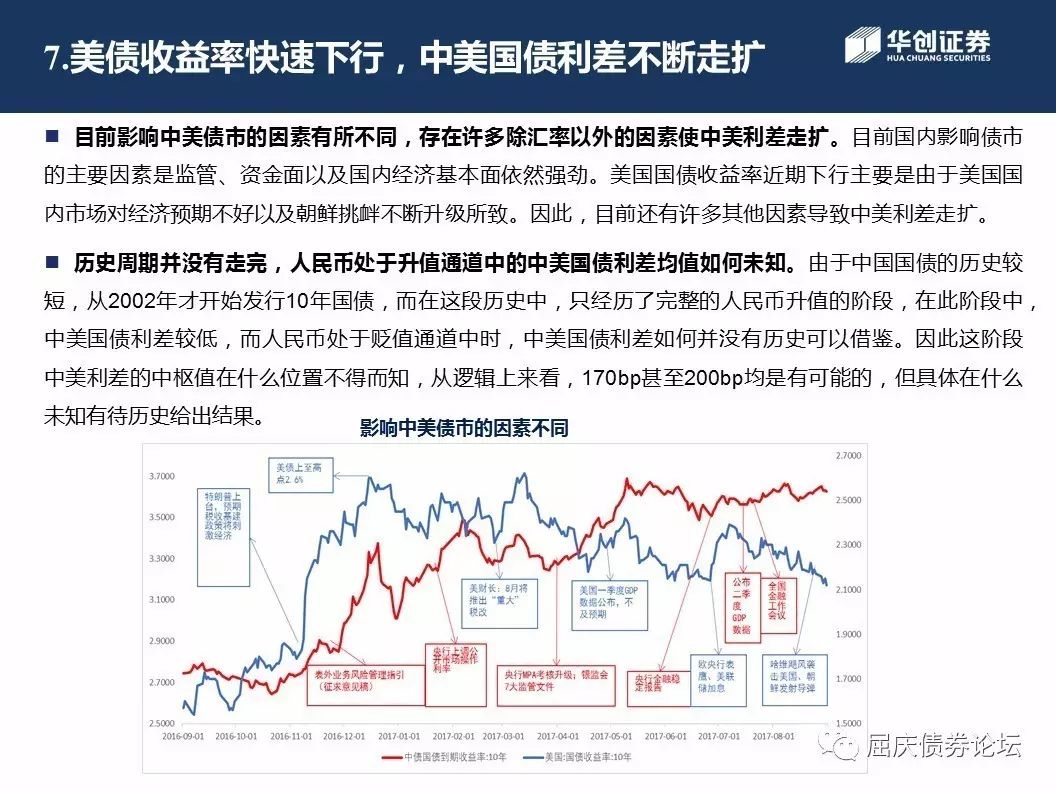 7.美债收益率快速下行，中美国债利差不断走扩
华创证券
HUA CHUANG SECURITIES
■ 目前影响中美债市的因素有所不同，存在许多除汇率以外的因素使中美利差走扩。目前国内影响债市
的主要因素是监管、资金面以及国内经济基本面依然强劲。美国国债收益率近期下行主要是由于美国国
内市场对经济预期不好以及朝鲜挑衅不断升级所致。因此，目前还有许多其他因素导致中美利差走扩。
■ 历史周期并没有走完，人民币处于升值通道中的中美国债利差均值如何未知。由于中国国债的历史较
短，从2002年才开始发行10年国债，而在这段历史中，只经历了完整的人民币升值的阶段，在此阶段中，
中美国债利差较低，而人民币处于贬值通道中时，中美国债利差如何并没有历史可以借鉴。因此这阶段
中美利差的中枢值在什么位置不得而知，从逻辑上来看，170bp甚至200bp均是有可能的，但具体在什么
未知有待历史给出结果。
影响中美债市的因素不同
3.7000
3.5000
3.3000
3.1000
2.9000
2.7000
2.5000
2.7000
2.5000
2.3000
2.1000
1.9000
1.7000
1.5000
特朗普上
台，预期
税收基建
政策将刺
激经济
美债上至高
点2.6%
美财长：8月将
推出“重大”
税改
美国一季度GDP
数据公布，不
及预期
公布
二季
度
GDP
数据
全国
金融
工作
会议
表外业务风险管理指引
（征求意见稿）
央行上调公
开市场操作
利率
央行MPA考核升级；银监会
7大监管文件
央行金融稳
定报告
欧央行表
鹰、美联
储加息
哈维飓风袭
击美国、朝
鲜发射导弹
2016-09-01 2016-10-01 2016-11-01 2016-12-01 2017-01-01 2017-02-01 2017-03-01 2017-04-01 2017-05-01 2017-06-01 2017-07-01 2017-08-01
中债国债到期收益率:10年 美国:国债收益率:10年
屈庆债券论坛